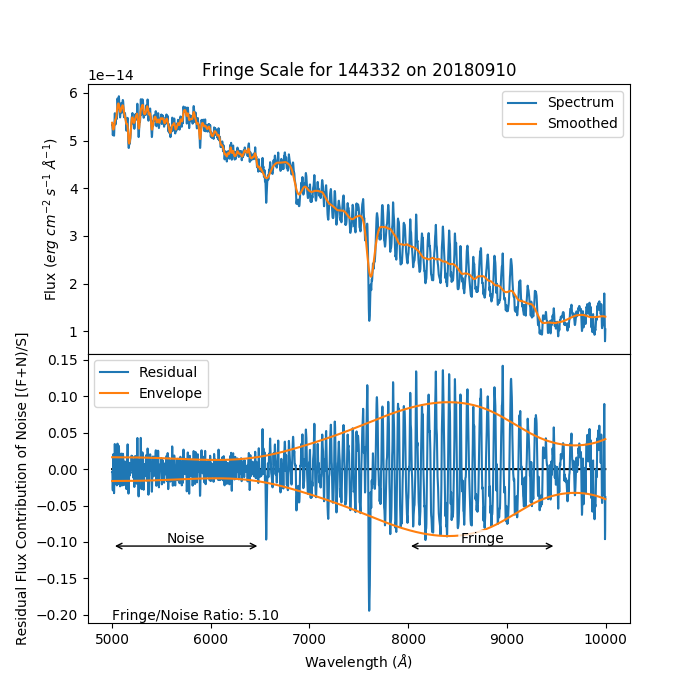 Fringe Scale for 144332 on 20180910
1e−14
Flux (erg cm⁻² s⁻¹ Å⁻¹)
6
5
4
3
2
1
Spectrum
Smoothed
Residual Flux Contribution of Noise [(F+N)/S]
0.15
0.10
0.05
0.00
−0.05
−0.10
−0.15
−0.20
Residual
Envelope
Noise
Fringe
Fringe/Noise Ratio: 5.10
5000 6000 7000 8000 9000 10000
Wavelength (Å)